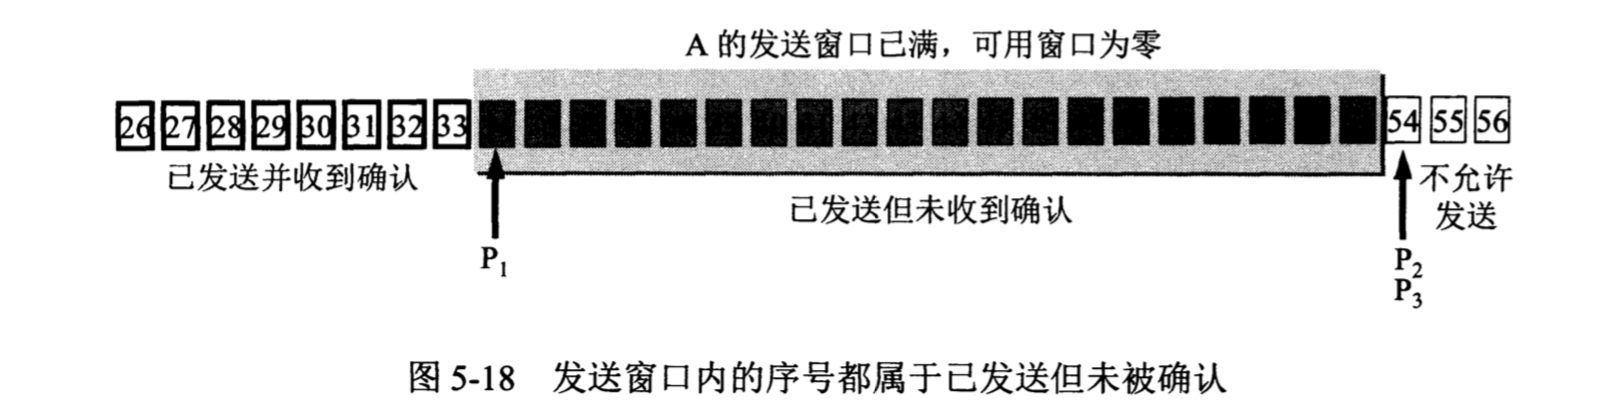 A 的发送窗口已满，可用窗口为零
26 27 28 29 30 31 32 33 54 55 56
已发送并收到确认
已发送但未收到确认
不允许
发送
P₁
P₂
P₃
图 5-18 发送窗口内的序号都属于已发送但未被确认